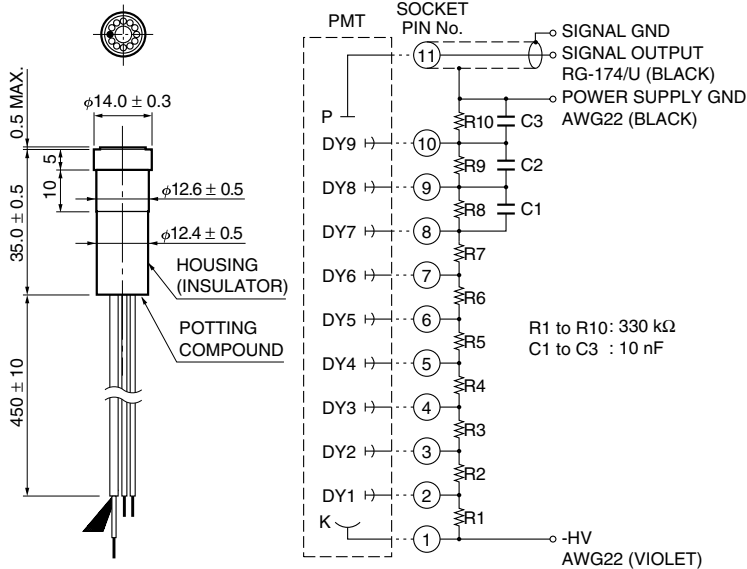 0.5 MAX.
φ14.0 ± 0.3
5
10
35.0 ± 0.5
φ12.6 ± 0.5
φ12.4 ± 0.5
HOUSING
(INSULATOR)
POTTING
COMPOUND
450 ± 10
PMT
SOCKET
PIN No.
SIGNAL GND
11
SIGNAL OUTPUT
RG-174/U (BLACK)
POWER SUPPLY GND
AWG22 (BLACK)
P
R10
C3
DY9
10
R9
C2
DY8
9
R8
C1
DY7
8
R7
DY6
7
R6
DY5
6
R5
DY4
5
R4
DY3
4
R3
DY2
3
R2
DY1
2
R1
K
1
-HV
AWG22 (VIOLET)
R1 to R10 : 330 kΩ
C1 to C3 : 10 nF